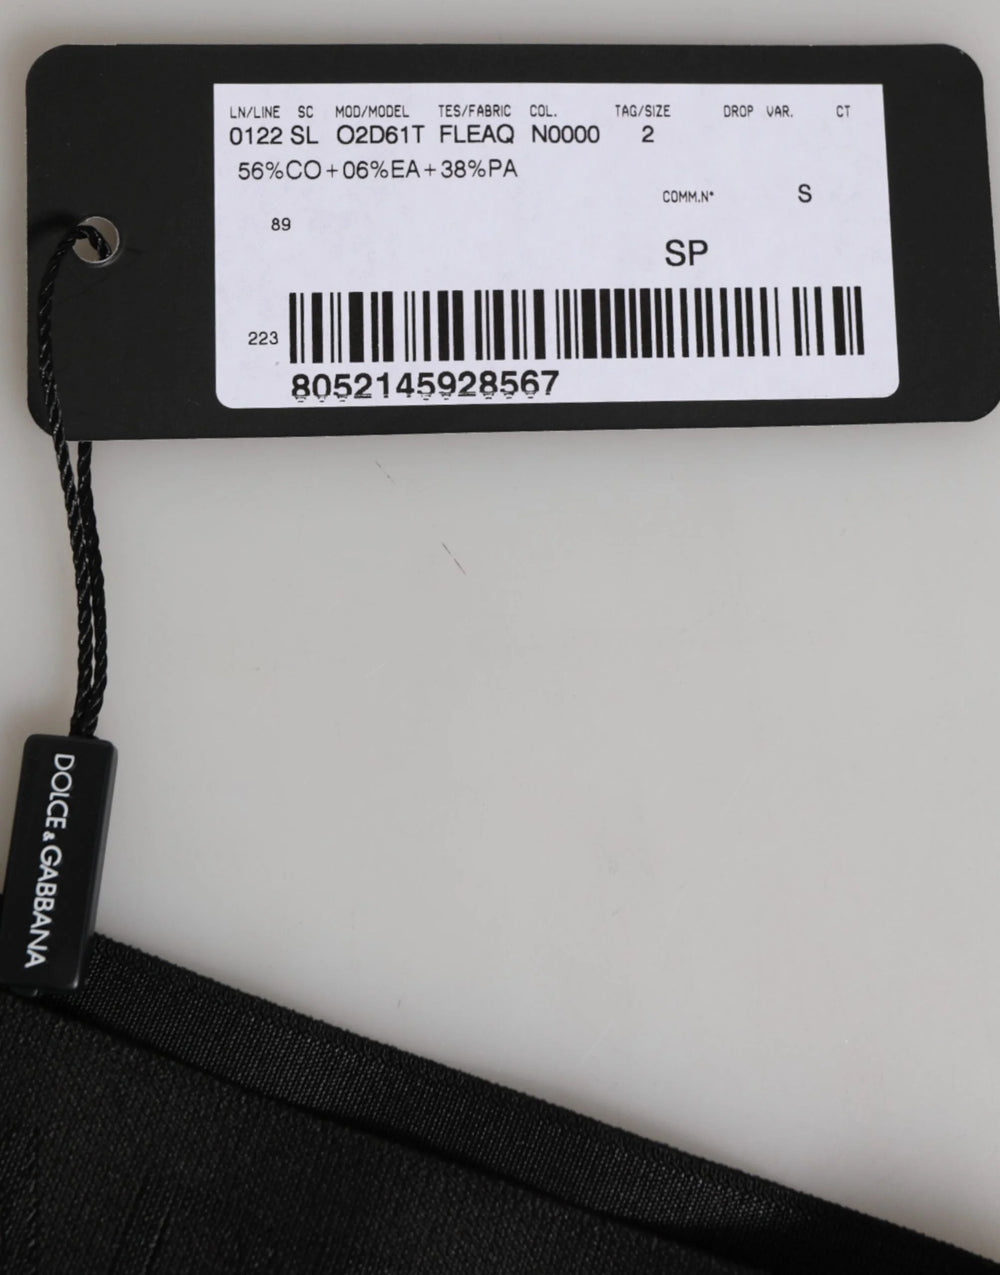 LN/LINE SC MOD/MODEL TES/FABRIC COL. TAG/SIZE DROP VAR. CT
0122 SL O2D61T FLEAQ N0000 2
56%CO+06%EA+38%PA
COMM.N° S
89
SP
223
8052145928567
DOLCE & GABBANA